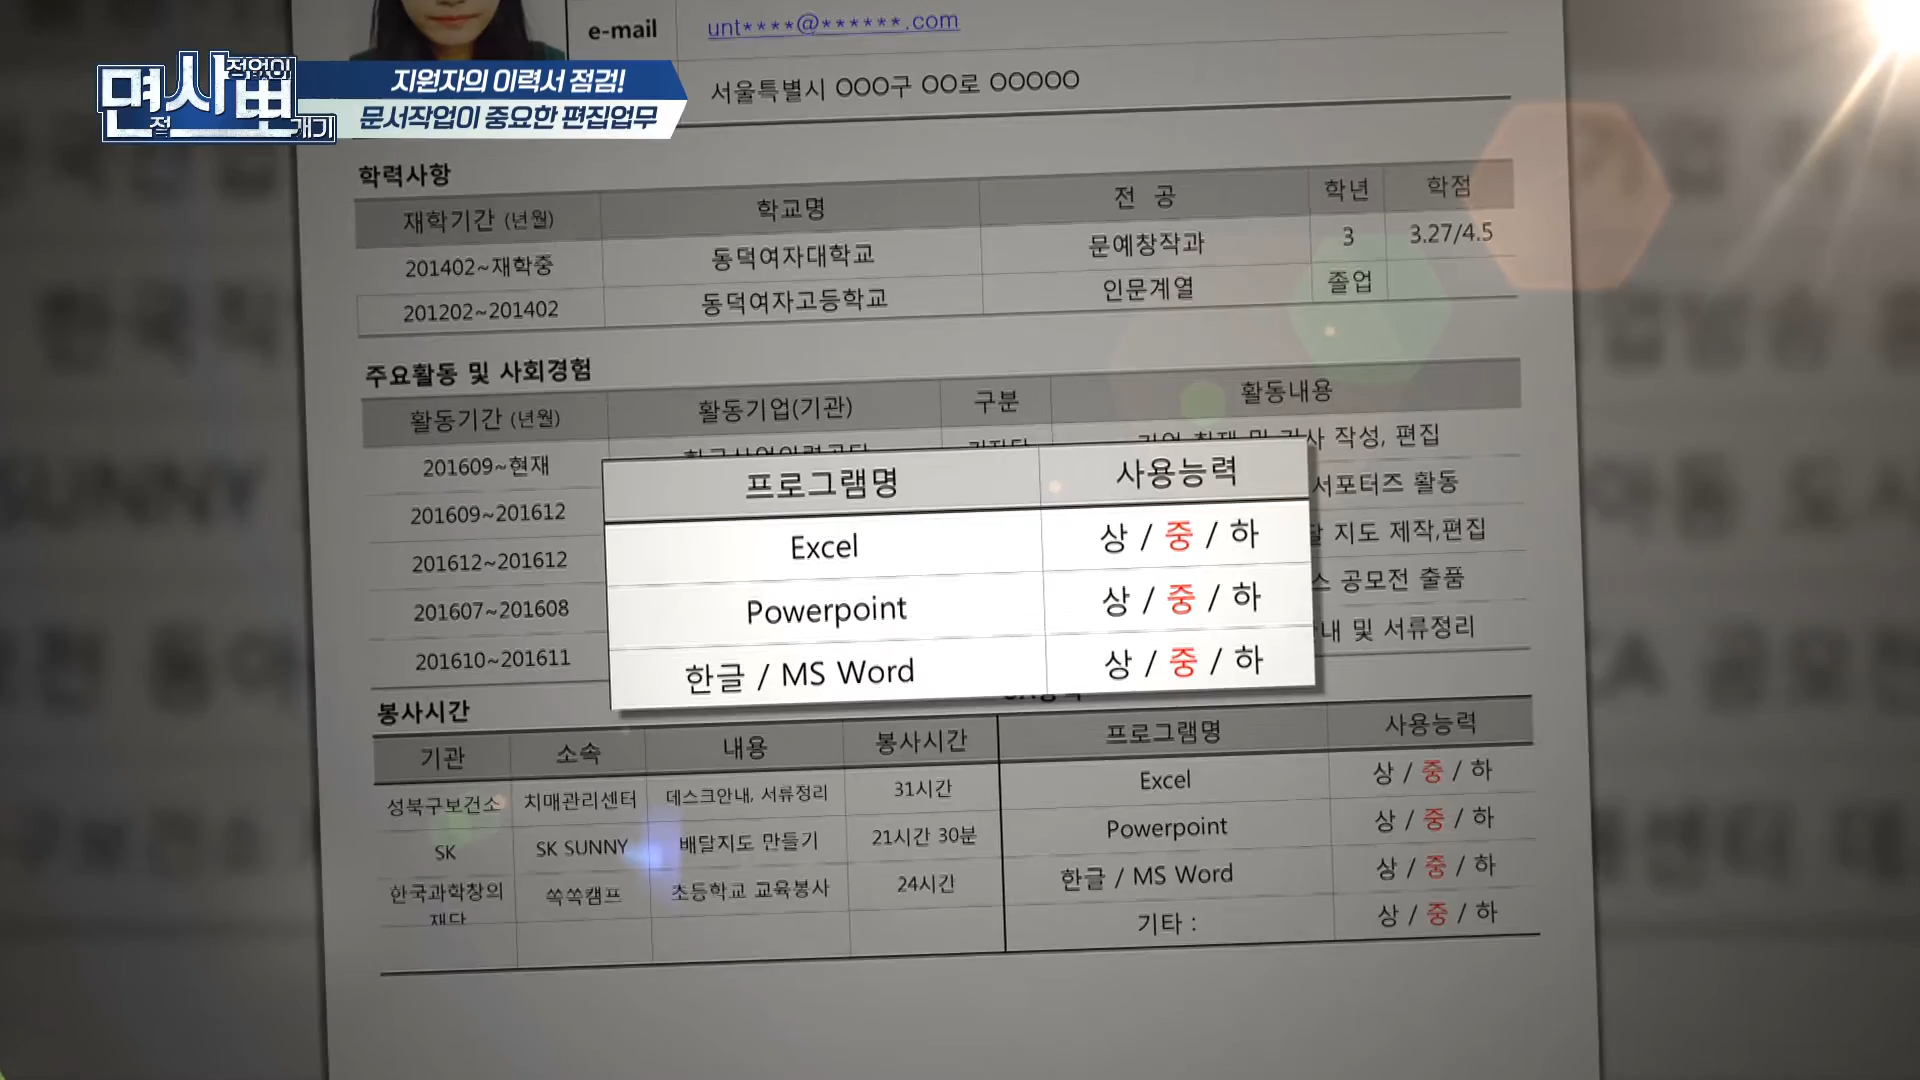 면접 사정없이 뽀개기
지원자의 이력서 점검!
문서작업이 중요한 편집업무
e-mail
unt****@******.com
서울특별시 OOO구 OO로 OOOOO
학력사항
재학기간 (년월) 학교명 전 공 학년 학점
201402~재학중 동덕여자대학교 문예창작과 3 3.27/4.5
201202~201402 동덕여자고등학교 인문계열 졸업
주요활동 및 사회경험
활동기간 (년월) 활동기업(기관) 구분 활동내용
201609~현재 작성, 편집
201609~201612 서포터즈 활동
201612~201612 지도 제작,편집
201607~201608 공모전 출품
201610~201611 및 서류정리
프로그램명 사용능력
Excel 상 / 중 / 하
Powerpoint 상 / 중 / 하
한글 / MS Word 상 / 중 / 하
봉사시간
기관 소속 내용 봉사시간
성북구보건소 치매관리센터 데스크안내, 서류정리 31시간
SK SK SUNNY 배달지도 만들기 21시간 30분
한국과학창의재단 쏙쏙캠프 초등학교 교육봉사 24시간
프로그램명 사용능력
Excel 상 / 중 / 하
Powerpoint 상 / 중 / 하
한글 / MS Word 상 / 중 / 하
기타 : 상 / 중 / 하